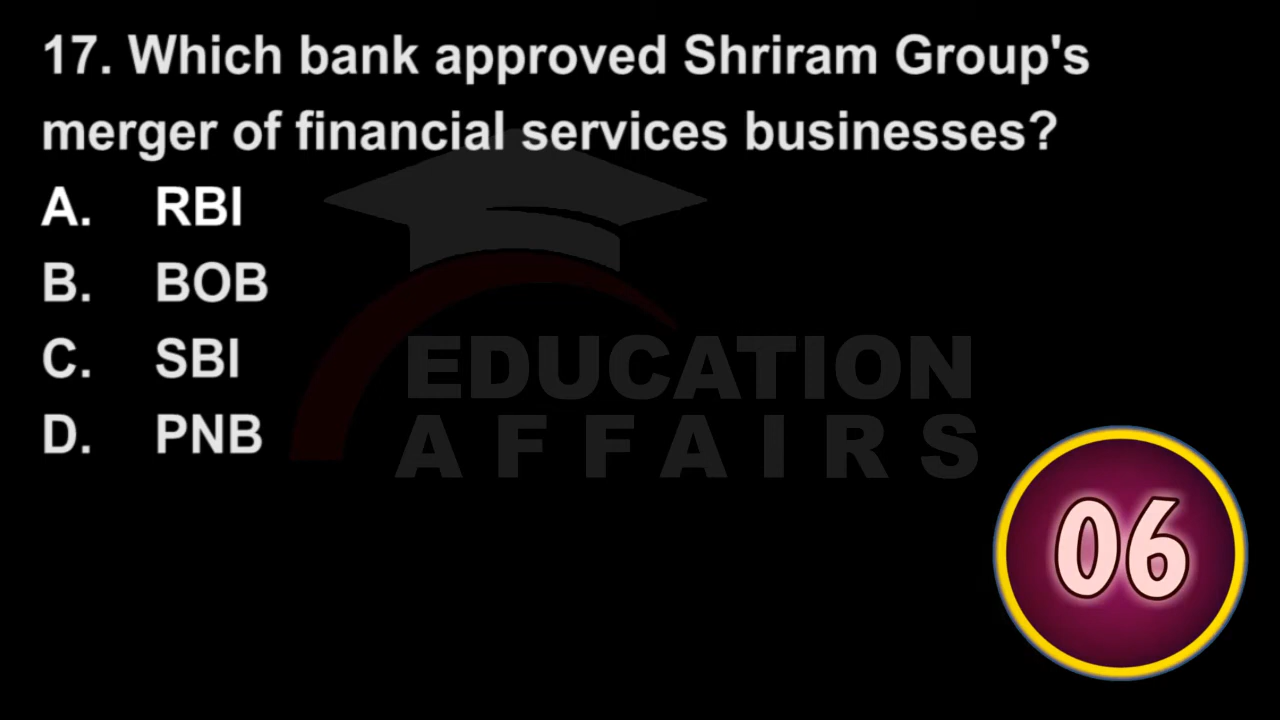 17. Which bank approved Shriram Group's
merger of financial services businesses?
A. RBI
B. BOB
C. SBI
D. PNB
EDUCATION
AFFAIRS
06